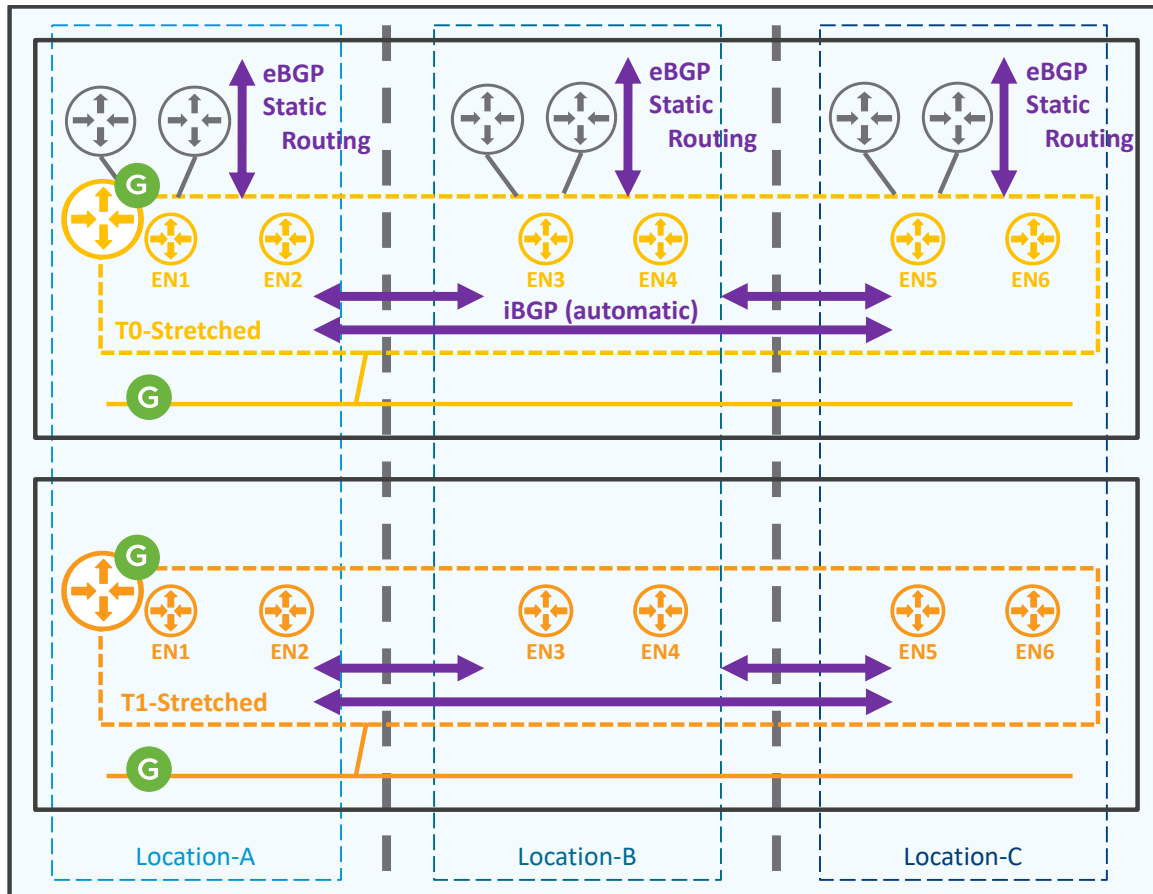 eBGP
Static
Routing
eBGP
Static
Routing
eBGP
Static
Routing
G
EN1
EN2
EN3
EN4
EN5
EN6
iBGP (automatic)
T0-Stretched
G
G
EN1
EN2
EN3
EN4
EN5
EN6
T1-Stretched
G
Location-A
Location-B
Location-C